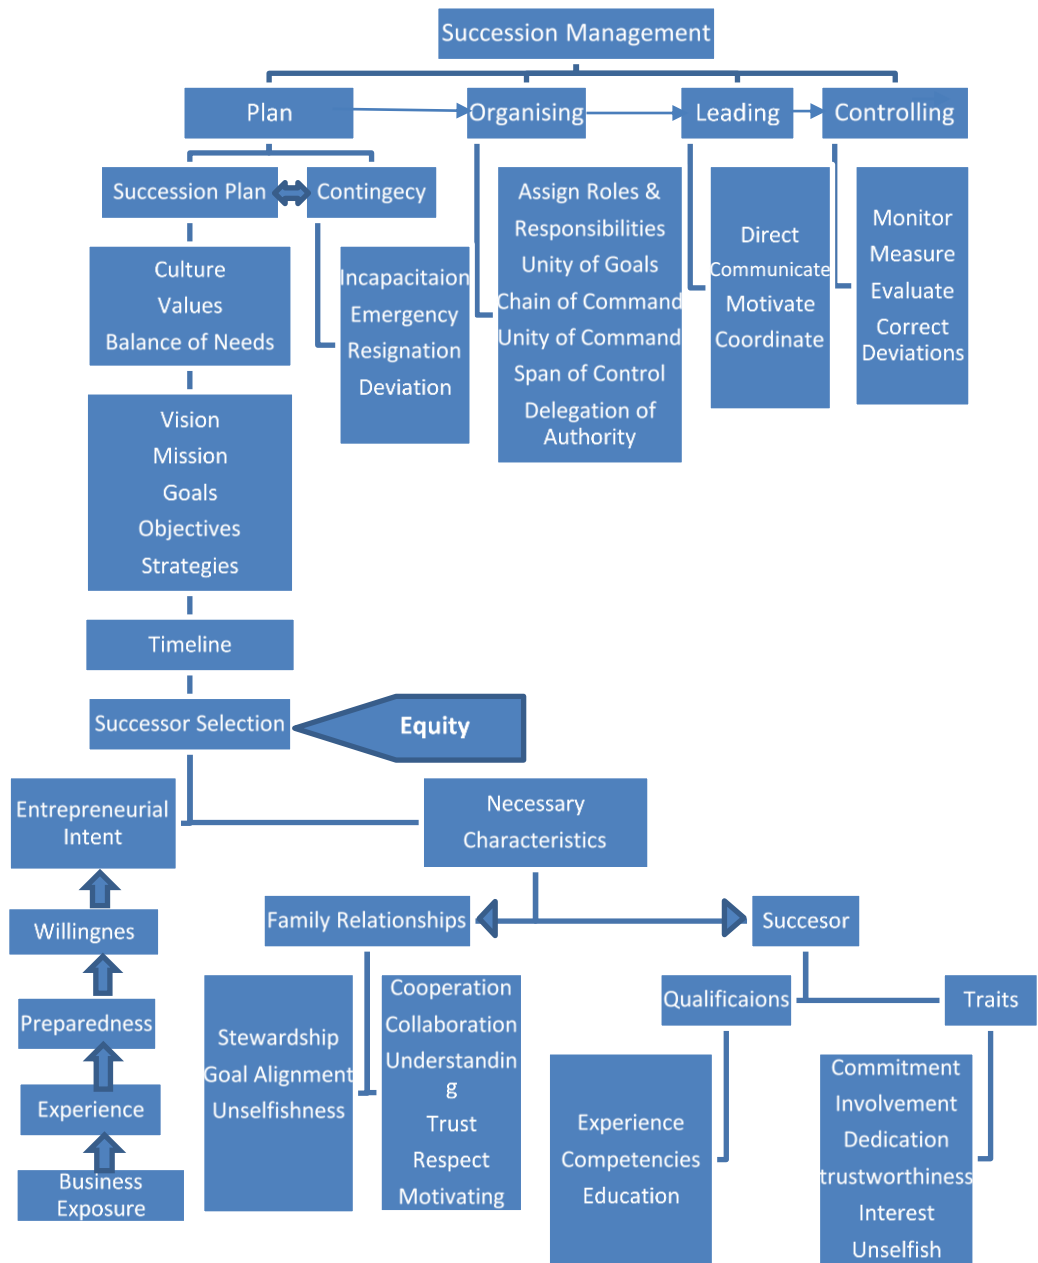 Succession Management
Plan
Organising
Leading
Controlling
Succession Plan
Contingecy
Culture
Values
Balance of Needs
Incapacitaion
Emergency
Resignation
Deviation
Assign Roles &
Responsibilities
Unity of Goals
Chain of Command
Unity of Command
Span of Control
Delegation of
Authority
Direct
Communicate
Motivate
Coordinate
Monitor
Measure
Evaluate
Correct
Deviations
Vision
Mission
Goals
Objectives
Strategies
Timeline
Successor Selection
Equity
Entrepreneurial
Intent
Necessary
Characteristics
Willingnes
Preparedness
Experience
Business
Exposure
Family Relationships
Succesor
Stewardship
Goal Alignment
Unselfishness
Cooperation
Collaboration
Understandin
g
Trust
Respect
Motivating
Qualificaions
Traits
Experience
Competencies
Education
Commitment
Involvement
Dedication
trustworthiness
Interest
Unselfish